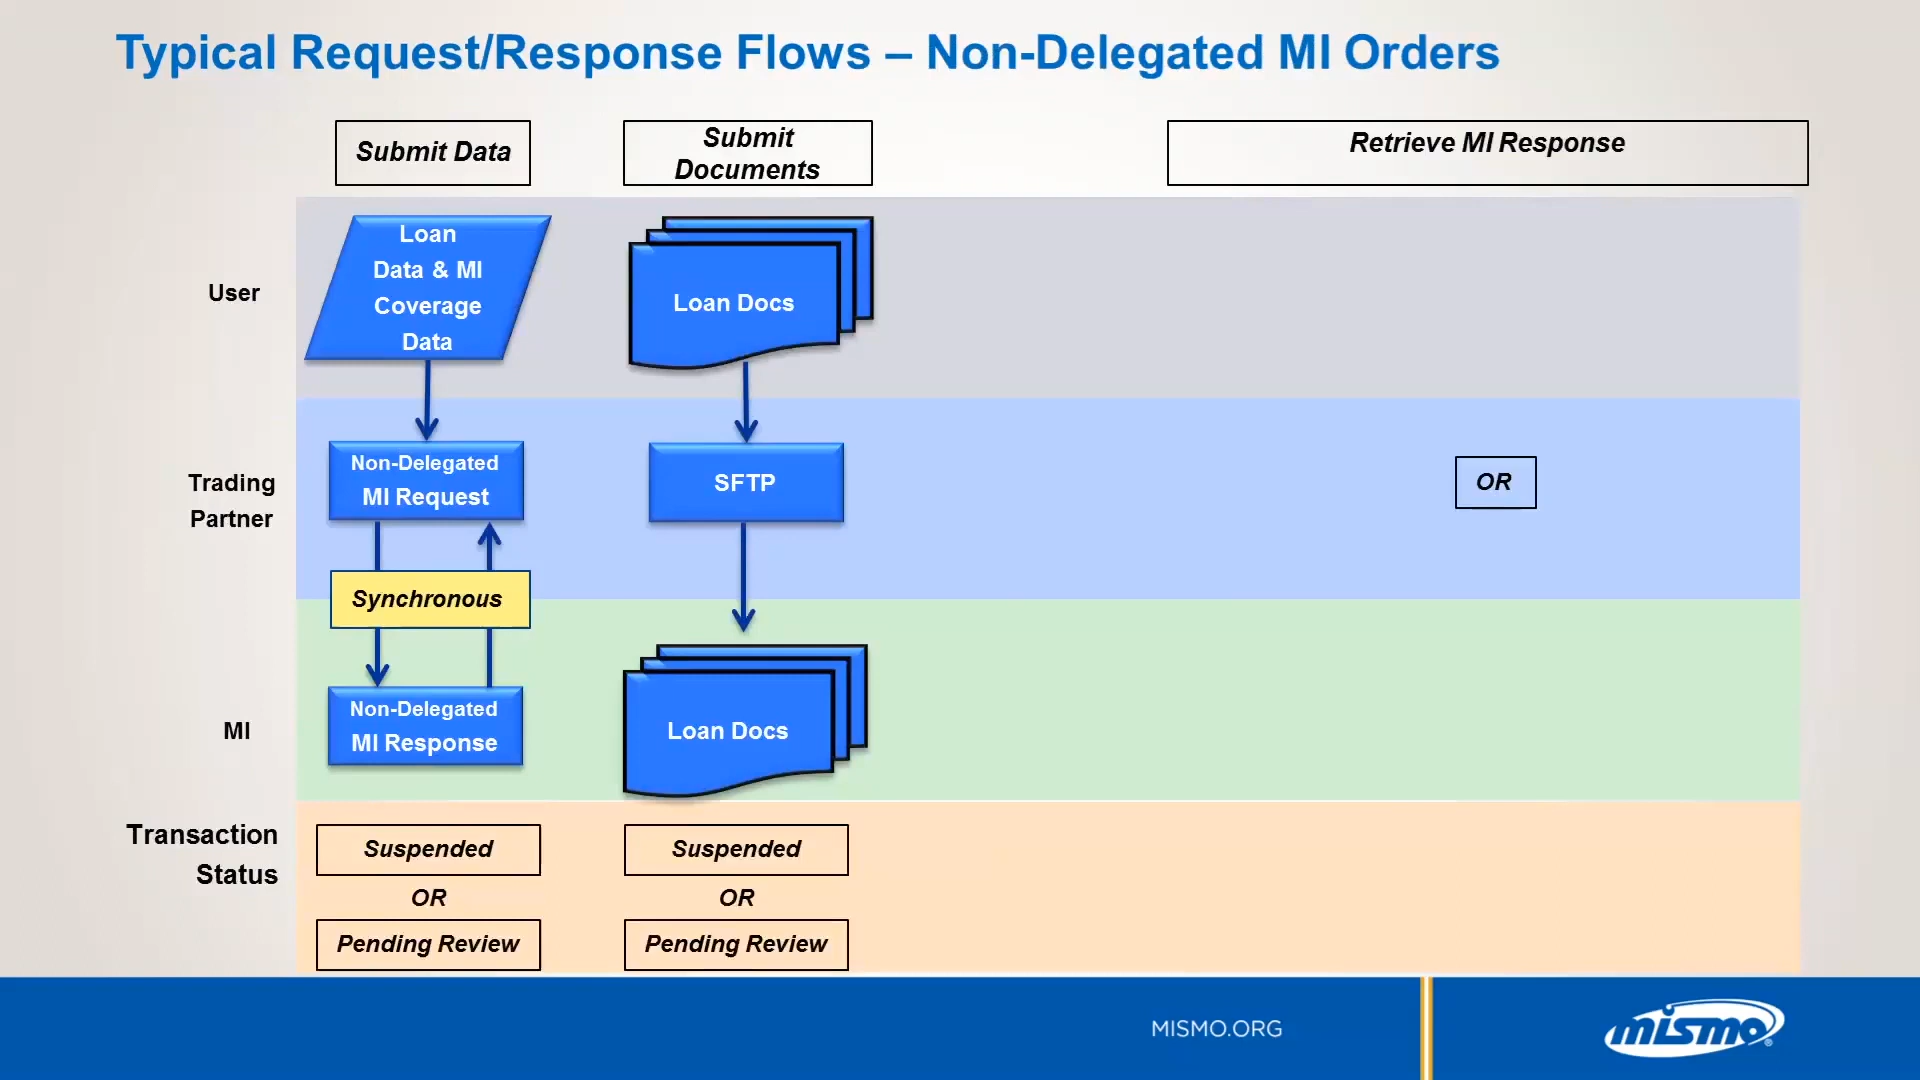 Typical Request/Response Flows – Non-Delegated MI Orders
Submit Data
Submit
Documents
Retrieve MI Response
User
Loan
Data & MI
Coverage
Data
Loan Docs
Trading
Partner
Non-Delegated
MI Request
SFTP
OR
Synchronous
MI
Non-Delegated
MI Response
Loan Docs
Transaction
Status
Suspended
OR
Pending Review
Suspended
OR
Pending Review
MISMO.ORG
mismo®